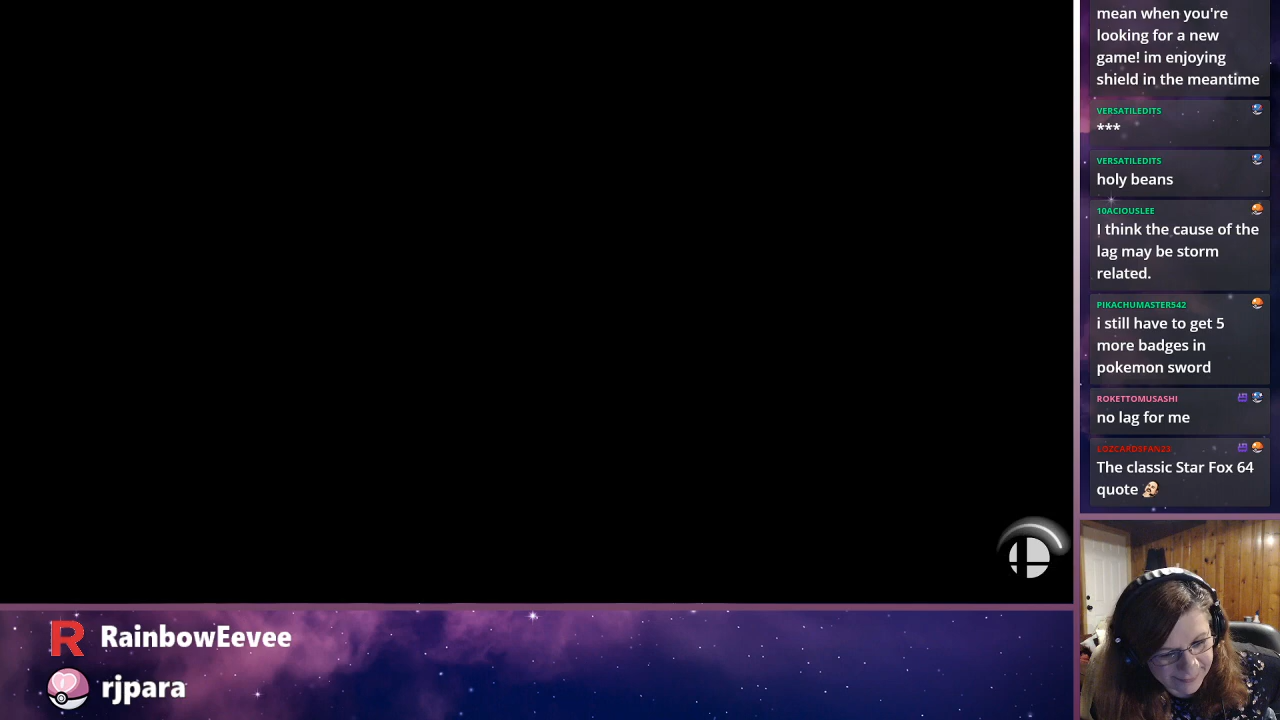 mean when you're
looking for a new
game! im enjoying
shield in the meantime
VERSATILEDITS
***
VERSATILEDITS
holy beans
10ACIOUSLEE
I think the cause of the
lag may be storm
related.
PIKACHUMASTER542
i still have to get 5
more badges in
pokemon sword
ROKETTOMUSASHI
no lag for me
LOZCARDSFAN23
The classic Star Fox 64
quote
R RainbowEevee
rjpara